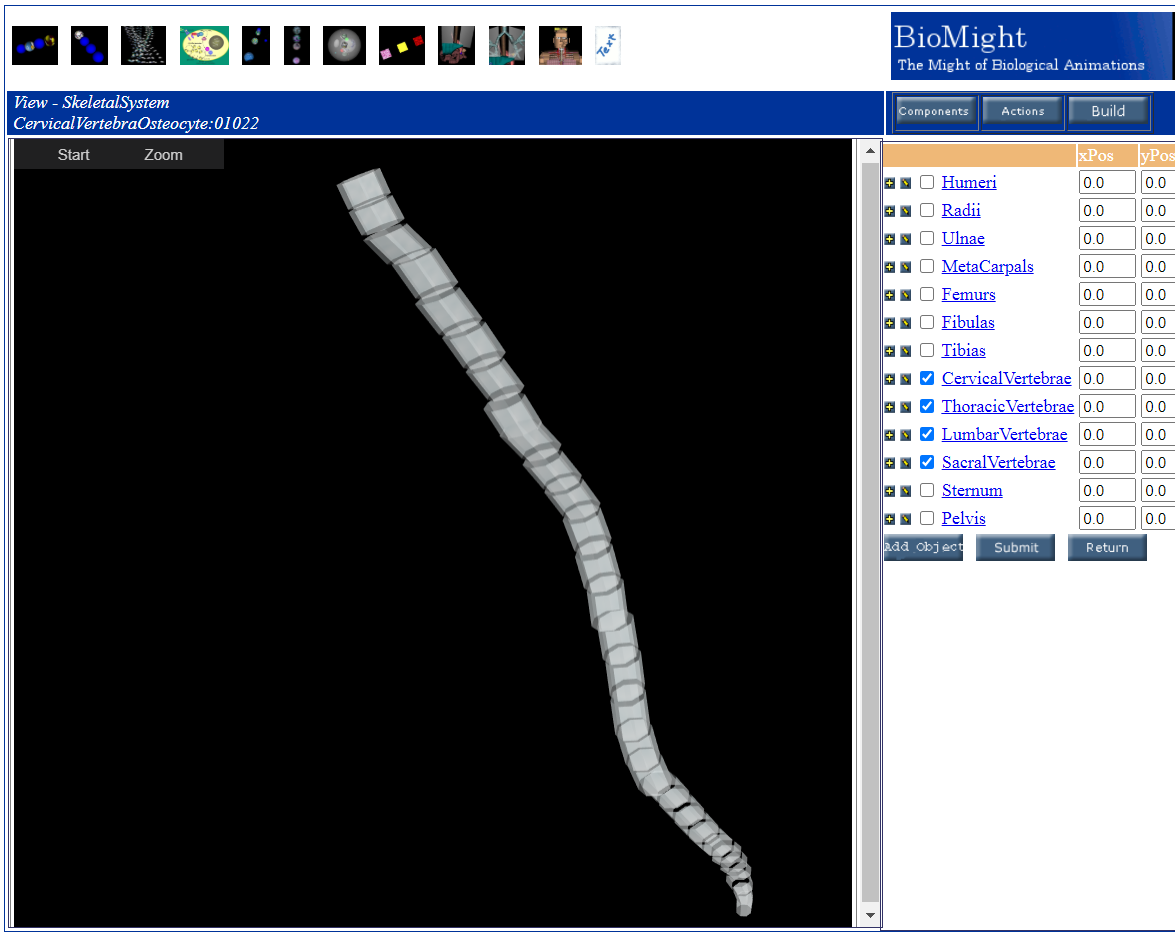 Text
BioMight
The Might of Biological Animations
View - SkeletalSystem
CervicalVertebraOsteocyte:01022
Components Actions Build
Start Zoom
xPos yPos
Humeri 0.0 0.0
Radii 0.0 0.0
Ulnae 0.0 0.0
MetaCarpals 0.0 0.0
Femurs 0.0 0.0
Fibulas 0.0 0.0
Tibias 0.0 0.0
CervicalVertebrae 0.0 0.0
ThoracicVertebrae 0.0 0.0
LumbarVertebrae 0.0 0.0
SacralVertebrae 0.0 0.0
Sternum 0.0 0.0
Pelvis 0.0 0.0
Add Object Submit Return